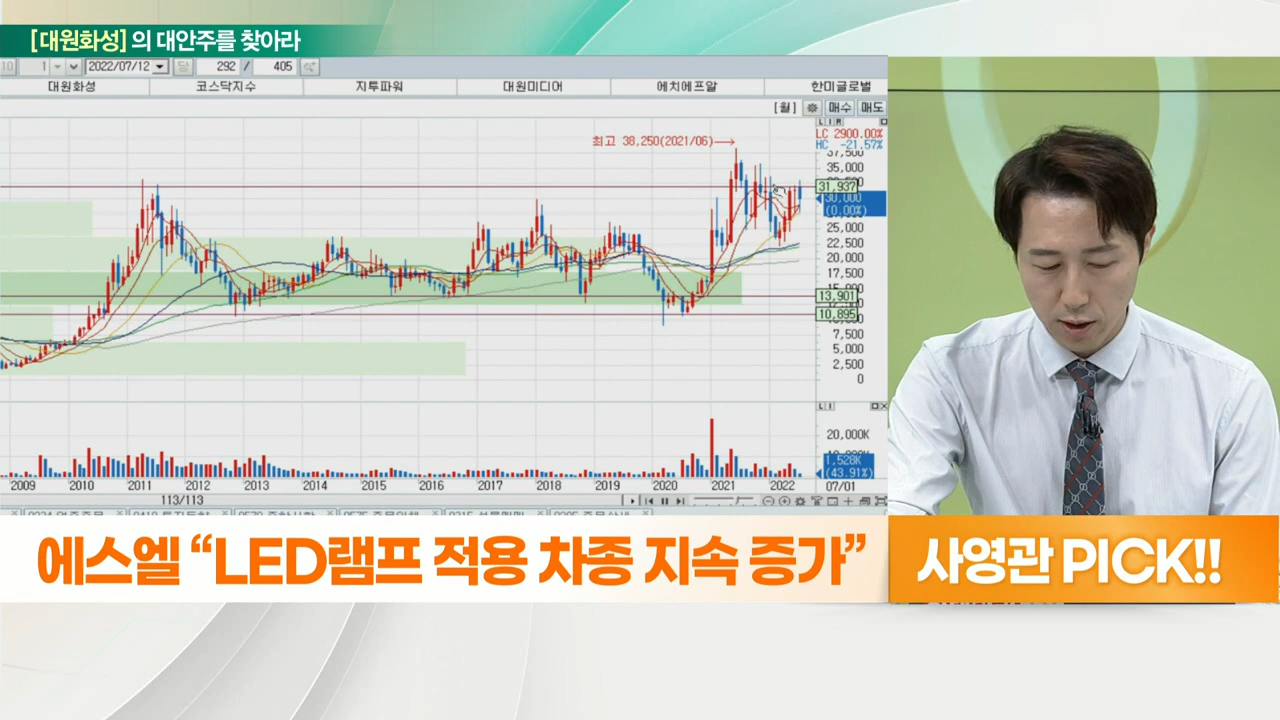 [대원화성] 의 대안주를 찾아라
1 2022/07/12 당 292 / 405
대원화성 코스닥지수 지투파워 대원미디어 에치에프알 한미글로벌
[월] 매수 매도
L I R
최고 38,250(2021/06)
LC 2900.00%
HC -21.57%
37,500
35,000
31,937
30,000
(0.00%)
25,000
22,500
20,000
17,500
13,901
10,895
7,500
5,000
2,500
0
L I
20,000K
1,528K
(43.91%)
2009 2010 2011 2012 2013 2014 2015 2016 2017 2018 2019 2020 2021 2022 07/01
113/113
에스엘 “LED램프 적용 차종 지속 증가”
사영관 PICK!!